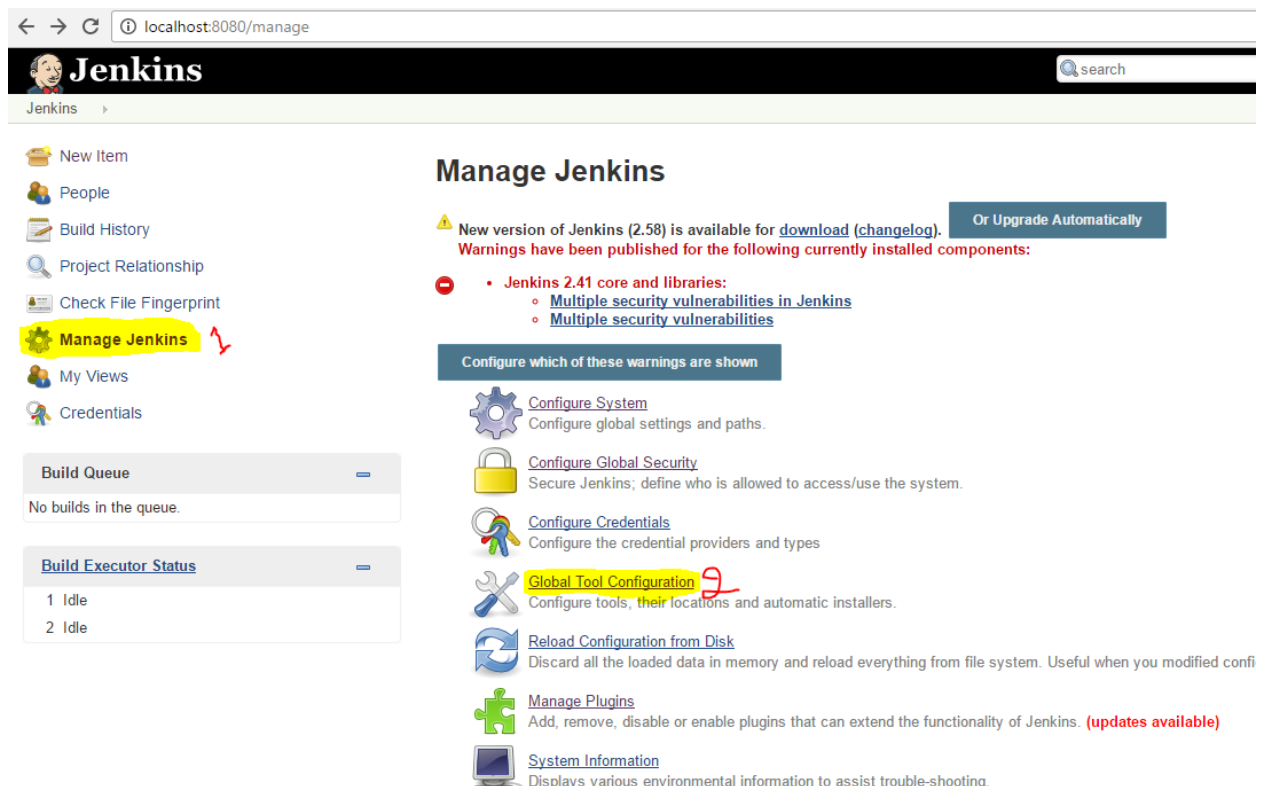 localhost:8080/manage
Jenkins
search
Jenkins
New Item
People
Build History
Project Relationship
Check File Fingerprint
Manage Jenkins 1
My Views
Credentials
Build Queue
No builds in the queue.
Build Executor Status
1 Idle
2 Idle
Manage Jenkins
New version of Jenkins (2.58) is available for download (changelog).
Or Upgrade Automatically
Warnings have been published for the following currently installed components:
Jenkins 2.41 core and libraries:
Multiple security vulnerabilities in Jenkins
Multiple security vulnerabilities
Configure which of these warnings are shown
Configure System
Configure global settings and paths.
Configure Global Security
Secure Jenkins; define who is allowed to access/use the system.
Configure Credentials
Configure the credential providers and types
Global Tool Configuration 2
Configure tools, their locations and automatic installers.
Reload Configuration from Disk
Discard all the loaded data in memory and reload everything from file system. Useful when you modified confi
Manage Plugins
Add, remove, disable or enable plugins that can extend the functionality of Jenkins. (updates available)
System Information
Displays various environmental information to assist trouble-shooting.